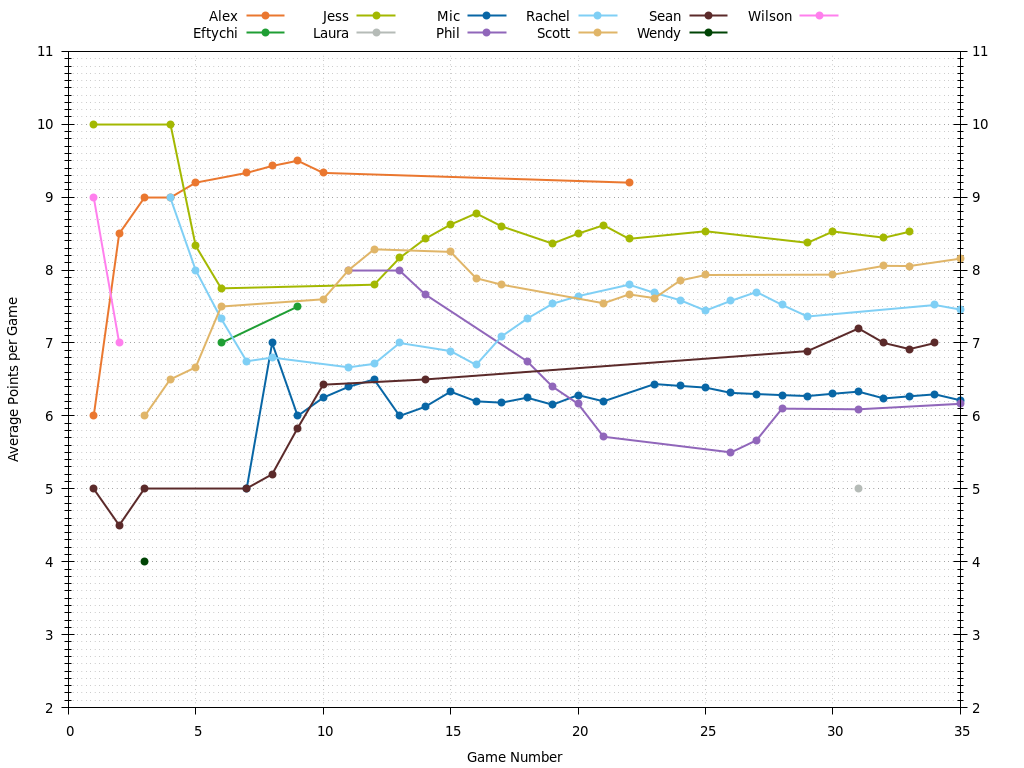 Alex Jess Mic Rachel Sean Wilson
Eftychi Laura Phil Scott Wendy
11 11
10 10
9 9
8 8
7 7
6 6
5 5
4 4
3 3
2 2
Average Points per Game
0 5 10 15 20 25 30 35
Game Number